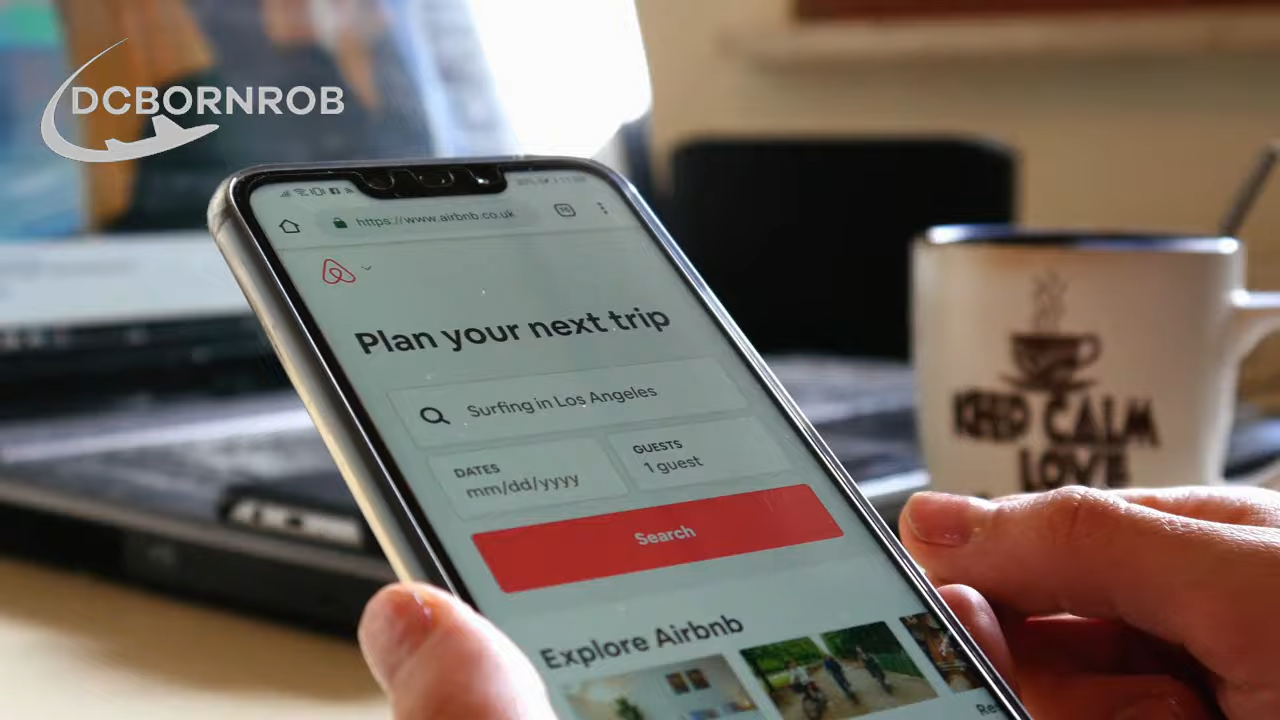 DCBORNROB
https://www.airbnb.co.uk
Plan your next trip
Surfing in Los Angeles
DATES
mm/dd/yyyy
GUESTS
1 guest
Search
Explore Airbnb
KEEP CALM
LOVE